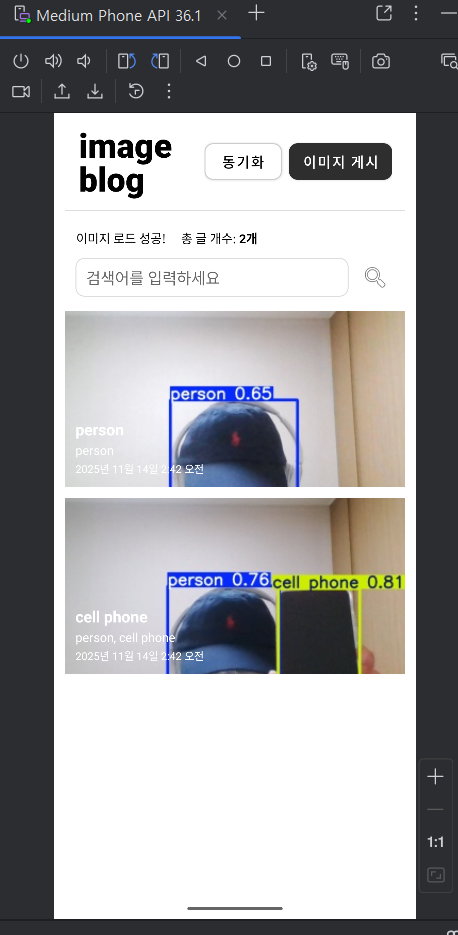 Medium Phone API 36.1
image
blog
동기화
이미지 게시
이미지 로드 성공!
총 글 개수: 2개
검색어를 입력하세요
person 0.65
person
person
2025년 11월 14일 2:42 오전
person 0.76
cell phone 0.81
cell phone
person, cell phone
2025년 11월 14일 2:42 오전
1:1